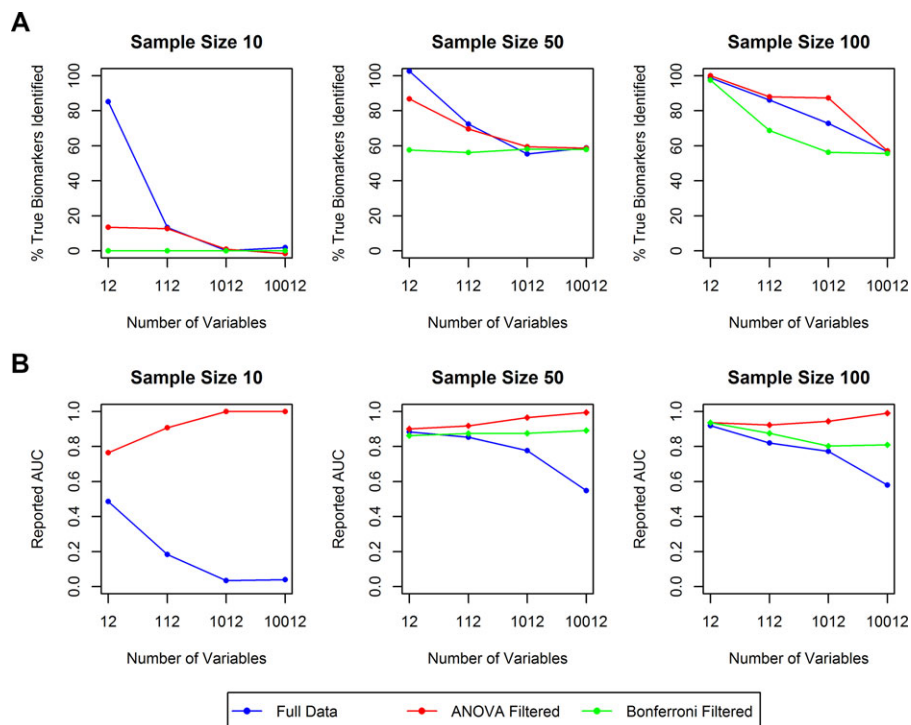 A
Sample Size 10
Sample Size 50
Sample Size 100
% True Biomarkers Identified
0 20 40 60 80 100
12 112 1012 10012
Number of Variables
% True Biomarkers Identified
0 20 40 60 80 100
12 112 1012 10012
Number of Variables
% True Biomarkers Identified
0 20 40 60 80 100
12 112 1012 10012
Number of Variables
B
Sample Size 10
Sample Size 50
Sample Size 100
Reported AUC
0.0 0.2 0.4 0.6 0.8 1.0
12 112 1012 10012
Number of Variables
Reported AUC
0.0 0.2 0.4 0.6 0.8 1.0
12 112 1012 10012
Number of Variables
Reported AUC
0.0 0.2 0.4 0.6 0.8 1.0
12 112 1012 10012
Number of Variables
Full Data ANOVA Filtered Bonferroni Filtered